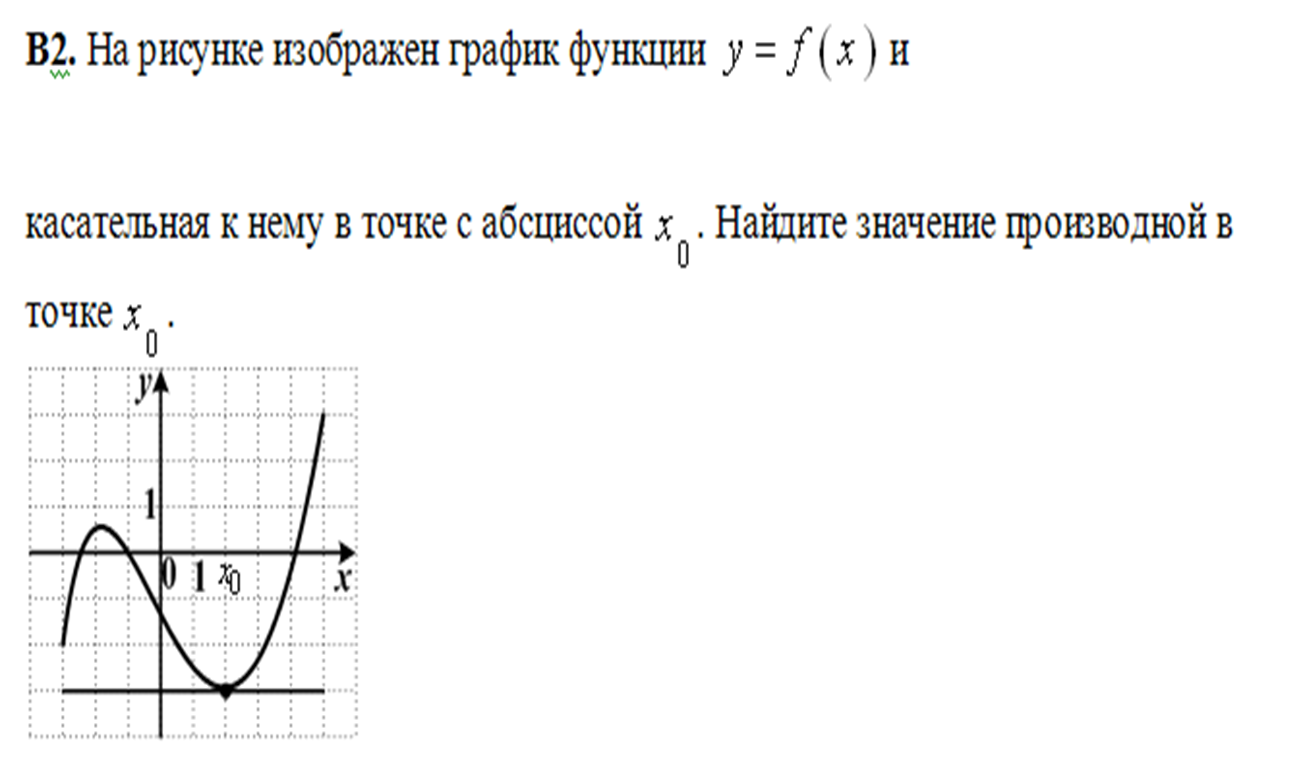 В2. На рисунке изображен график функции y = f(x) и
касательная к нему в точке с абсциссой x0. Найдите значение производной в
точке x0.
y
1
0 1 x0 x